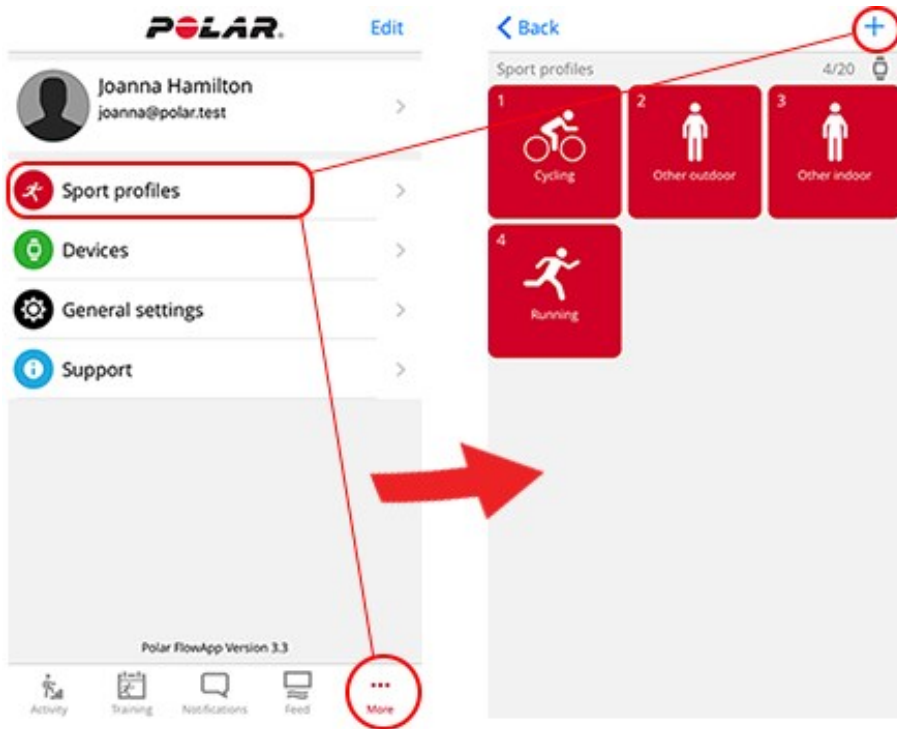 POLAR.
Edit
Joanna Hamilton
joanna@polar.test
Sport profiles
Devices
General settings
Support
Polar FlowApp Version 3.3
Activity
Training
Notifications
Feed
More
Back
+
Sport profiles
4/20
1
Cycling
2
Other outdoor
3
Other indoor
4
Running